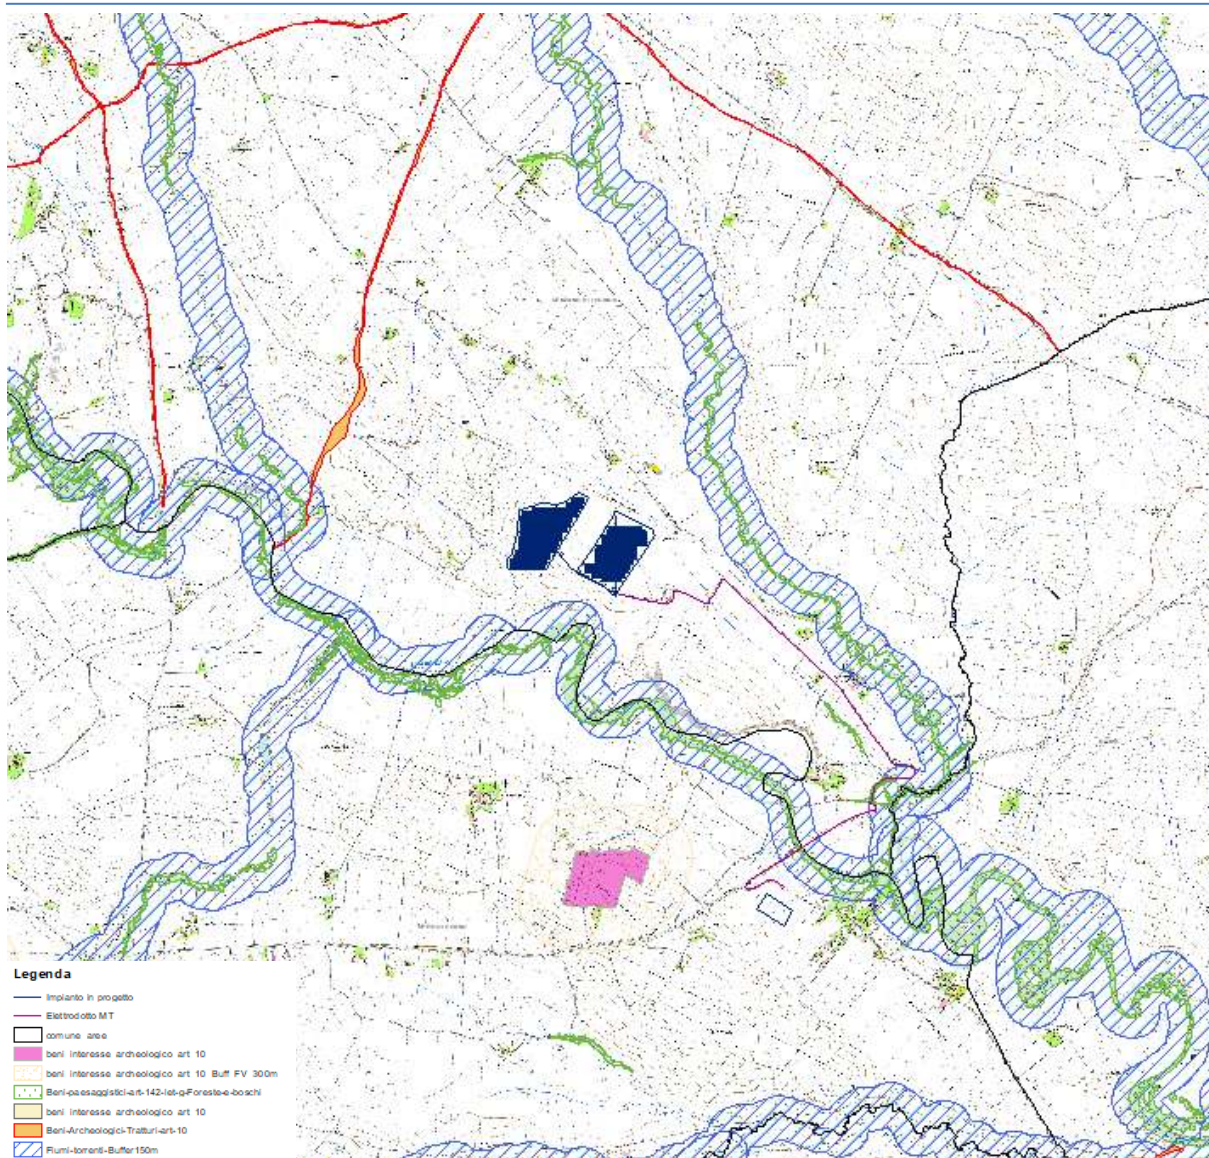 Legenda
Impianto in progetto
Elettrodotto MT
comune aree
beni interesse archeologico art 10
beni interesse archeologico art 10 Buff FV 300m
Beni-paesaggistici-art-142-let-g-Foreste-e-boschi
beni interesse archeologico art 10
Beni-Archeologici-Tratturi-art-10
Fiumi-torrenti-Buffer150m